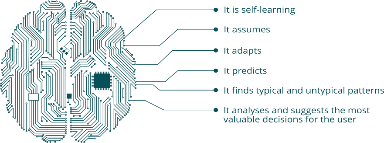 It is self-learning
It assumes
It adapts
It predicts
It finds typical and untypical patterns
It analyses and suggests the most
valuable decisions for the user